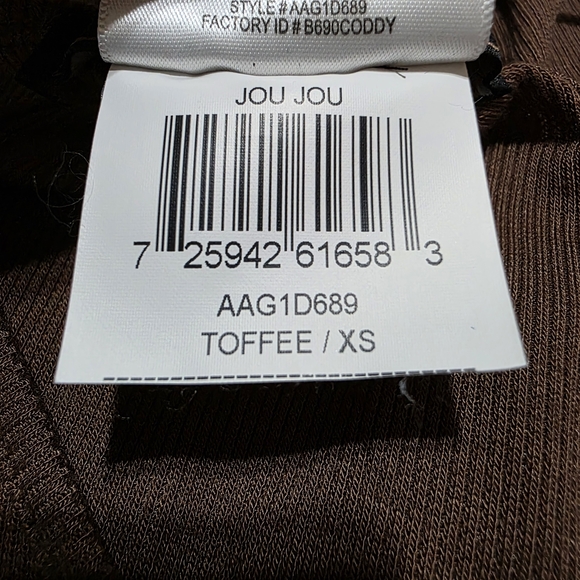 STYLE # AAG1D689
FACTORY ID # B690CODDY
JOU JOU
7 25942 61658 3
AAG1D689
TOFFEE / XS